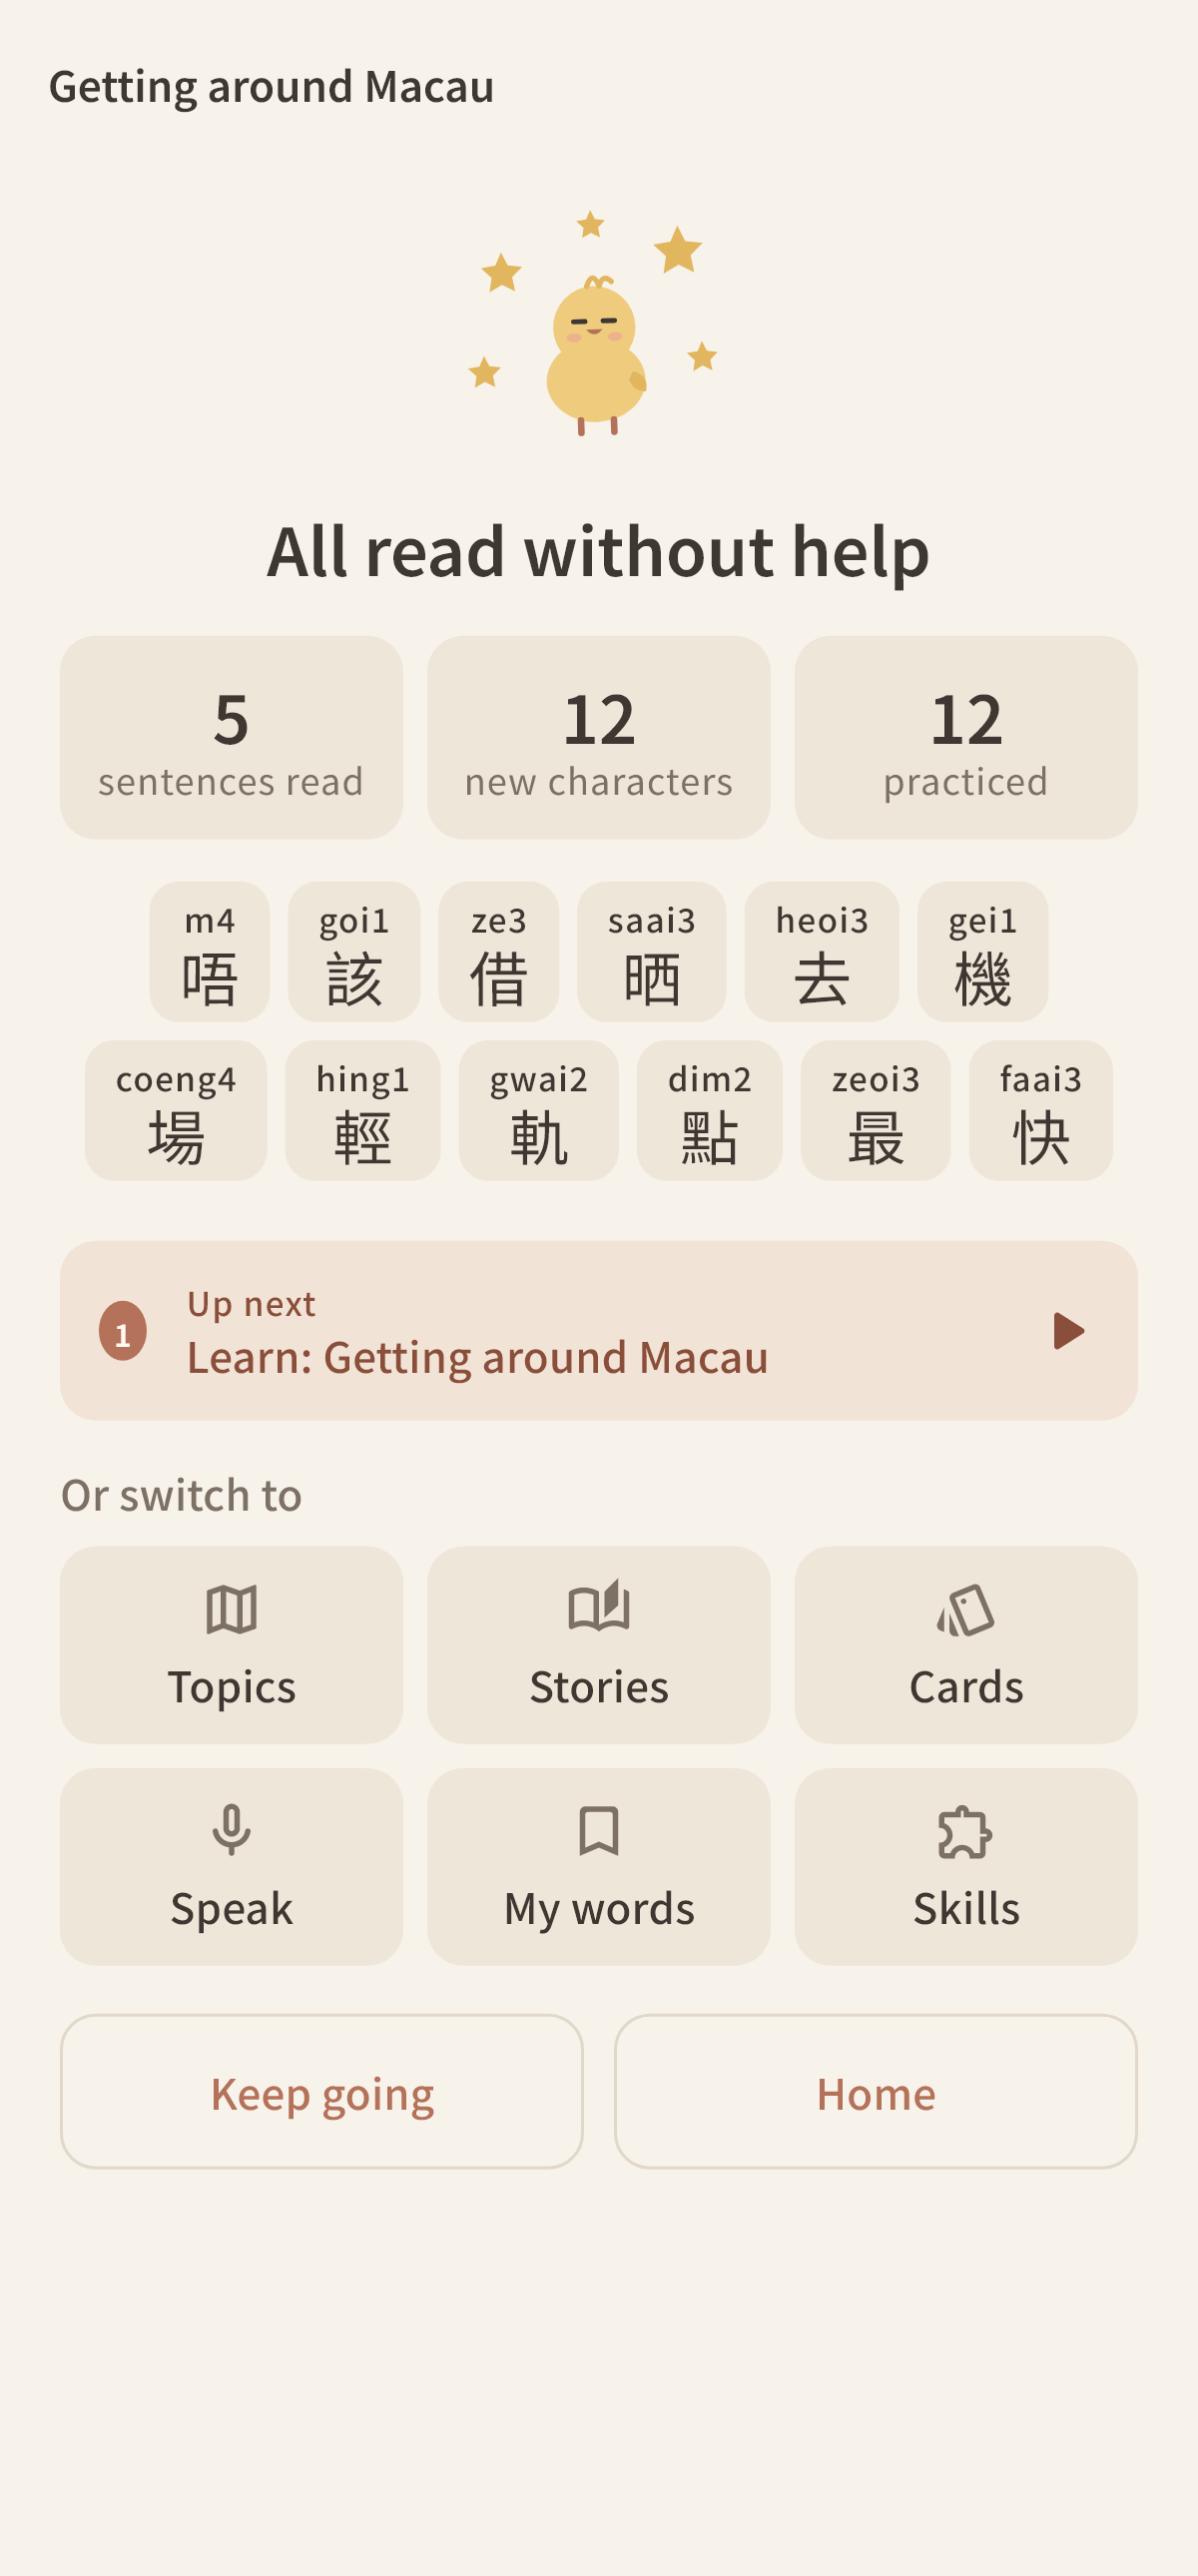 Getting around Macau
All read without help
5 12 12
sentences read new characters practiced
m4 goi1 ze3 saai3 heoi3 gei1
唔 該 借 晒 去 機
coeng4 hing1 gwai2 dim2 zeoi3 faai3
場 輕 軌 點 最 快
1
Up next
Learn: Getting around Macau
Or switch to
Topics Stories Cards
Speak My words Skills
Keep going Home